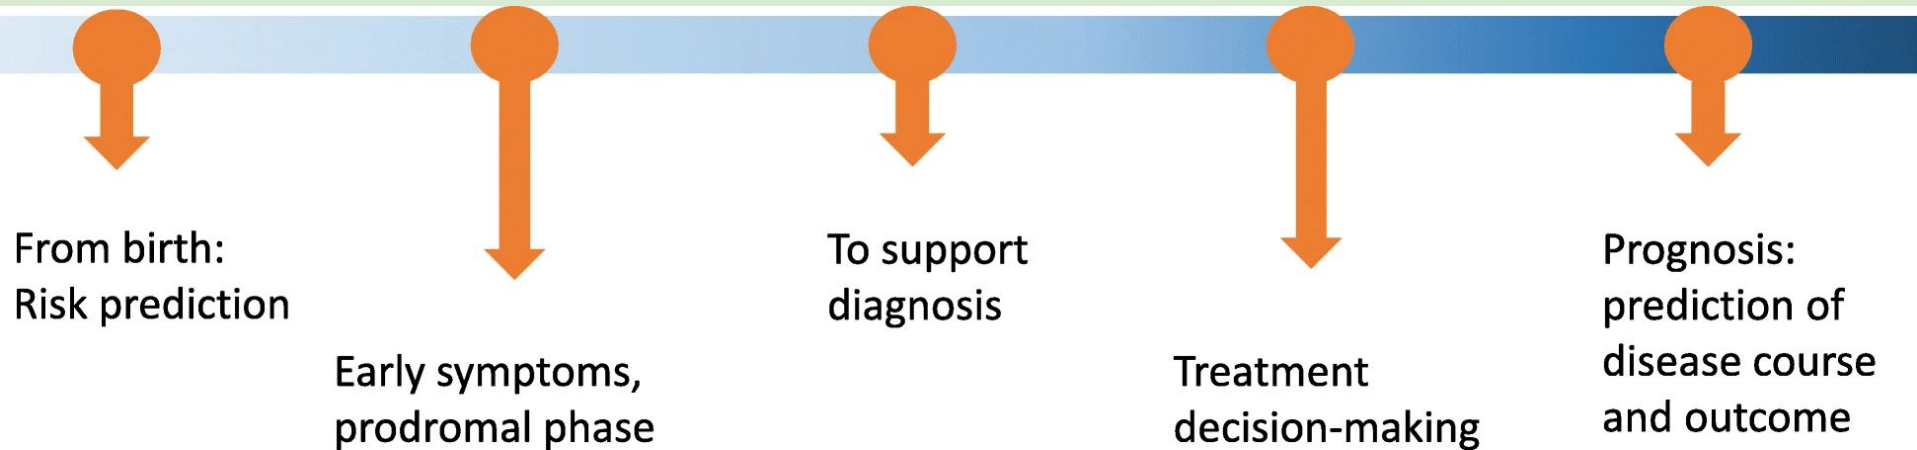 From birth:
Risk prediction
Early symptoms,
prodromal phase
To support
diagnosis
Treatment
decision-making
Prognosis:
prediction of
disease course
and outcome